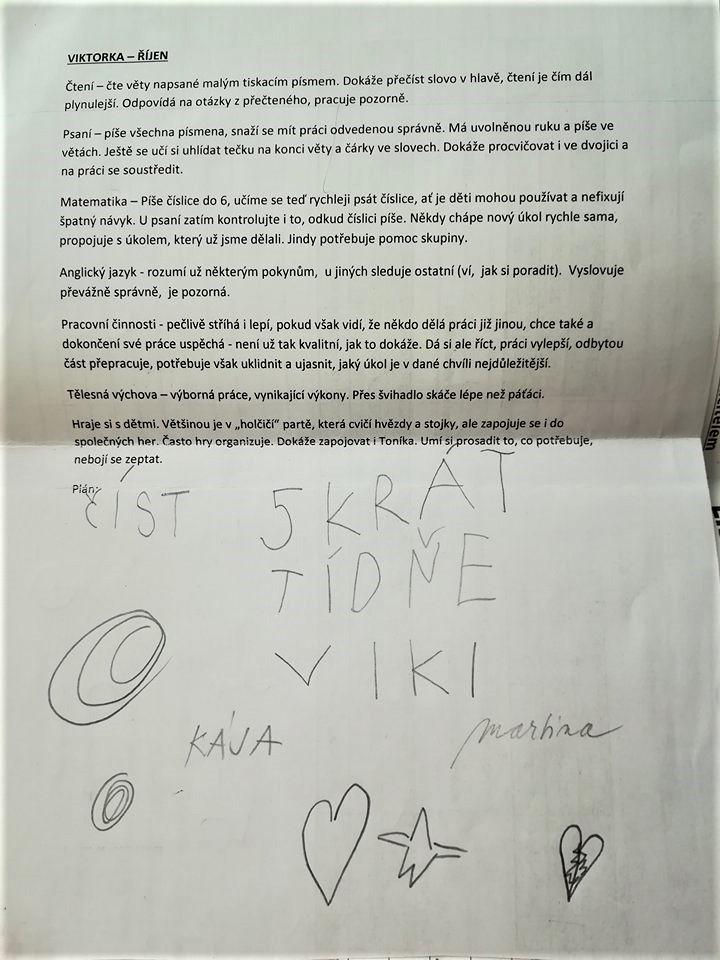 VIKTORKA – ŘÍJEN
Čtení – čte věty napsané malým tiskacím písmem. Dokáže přečíst slovo v hlavě, čtení je čím dál
plynulejší. Odpovídá na otázky z přečteného, pracuje pozorně.
Psaní – píše všechna písmena, snaží se mít práci odvedenou správně. Má uvolněnou ruku a píše ve
větách. Ještě se učí si uhlídat tečku na konci věty a čárky ve slovech. Dokáže procvičovat i ve dvojici a
na práci se soustředit.
Matematika – Píše číslice do 6, učíme se teď rychleji psát číslice, ať je děti mohou používat a nefixují
špatný návyk. U psaní zatím kontrolujte i to, odkud číslici píše. Někdy chápe nový úkol rychle sama,
propojuje s úkolem, který už jsme dělali. Jindy potřebuje pomoc skupiny.
Anglický jazyk - rozumí už některým pokynům, u jiných sleduje ostatní (ví, jak si poradit). Vyslovuje
převážně správně, je pozorná.
Pracovní činnosti - pečlivě stříhá i lepí, pokud však vidí, že někdo dělá práci již jinou, chce také a
dokončení své práce uspěchá - není už tak kvalitní, jak to dokáže. Dá si ale říct, práci vylepší, odbytou
část přepracuje, potřebuje však uklidnit a ujasnit, jaký úkol je v dané chvíli nejdůležitější.
Tělesná výchova – výborná práce, vynikající výkony. Přes švihadlo skáče lépe než páťáci.
Hraje si s dětmi. Většinou je v „holčičí“ partě, která cvičí hvězdy a stojky, ale zapojuje se i do
společných her. Často hry organizuje. Dokáže zapojovat i Toníka. Umí si prosadit to, co potřebuje,
nebojí se zeptat.
Plán:
ČÍST 5KRÁT
TÍDŇE
VIKI
KÁJA martina